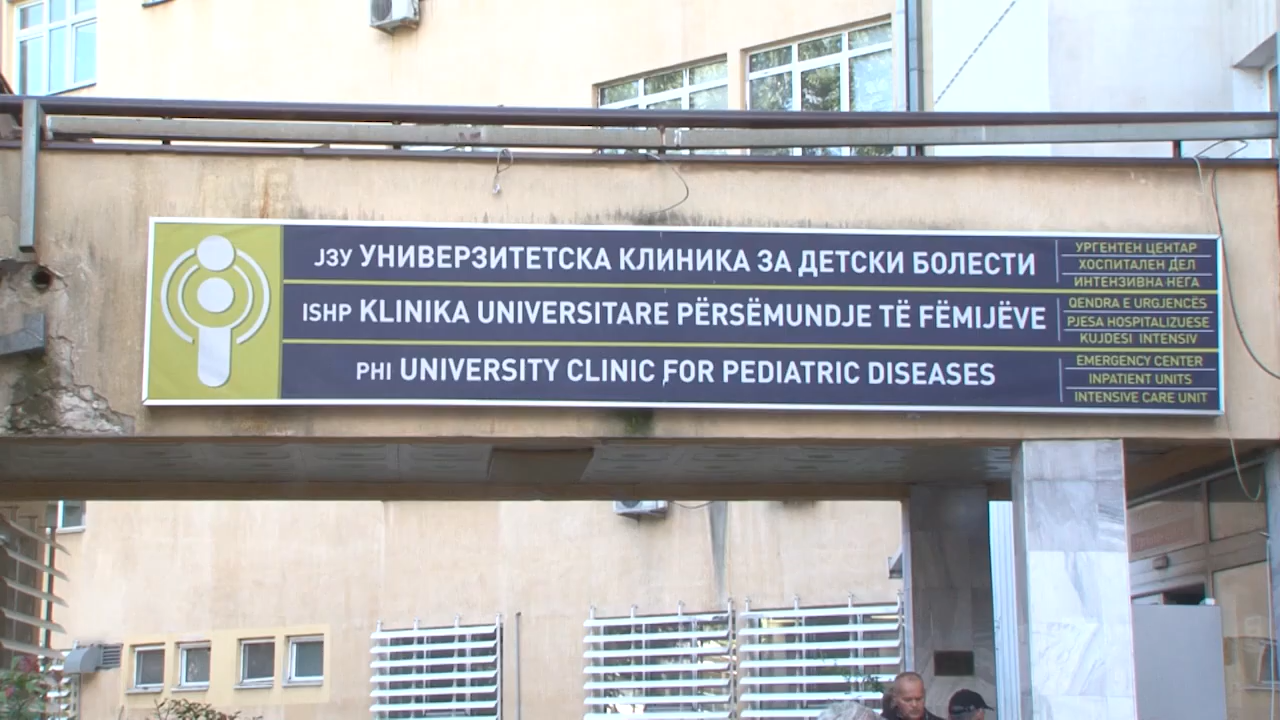 ЈЗУ УНИВЕРЗИТЕТСКА КЛИНИКА ЗА ДЕТСКИ БОЛЕСТИ
УРГЕНТЕН ЦЕНТАР
ХОСПИТАЛЕН ДЕЛ
ИНТЕНЗИВНА НЕГА
ISHP KLINIKA UNIVERSITARE PËRSËMUNDJE TË FËMIJËVE
QENDRA E URGJENCËS
PJESA HOSPITALIZUESE
KUJDESI INTENSIV
PHI UNIVERSITY CLINIC FOR PEDIATRIC DISEASES
EMERGENCY CENTER
INPATIENT UNITS
INTENSIVE CARE UNIT